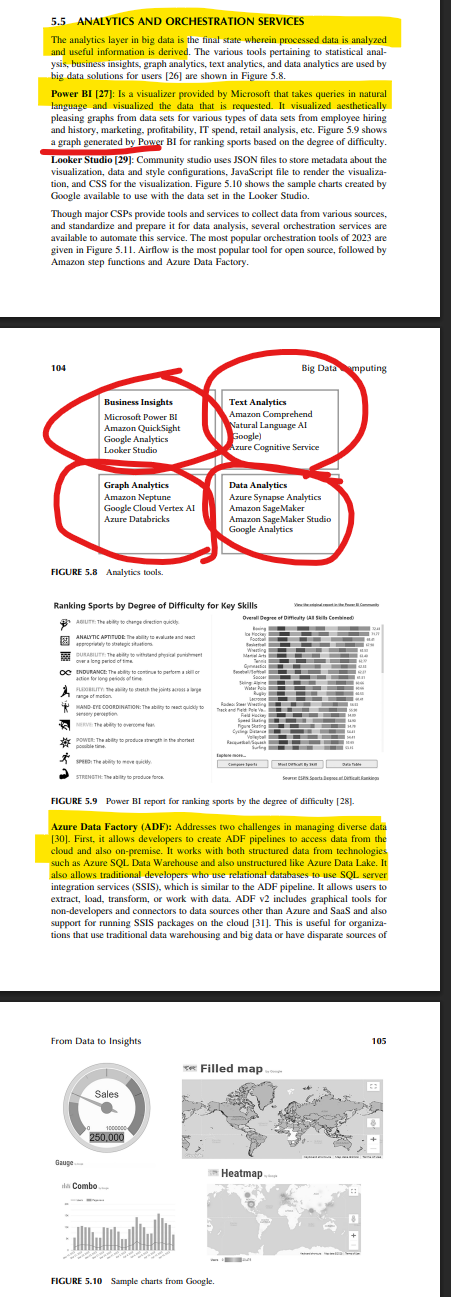 5.5 ANALYTICS AND ORCHESTRATION SERVICES
The analytics layer in big data is the final state wherein processed data is analyzed
and useful information is derived. The various tools pertaining to statistical anal-
ysis, business insights, graph analytics, text analytics, and data analytics are used by
big data solutions for users [26] are shown in Figure 5.8.
Power BI [27]: Is a visualizer provided by Microsoft that takes queries in natural
language and visualized the data that is requested. It visualized aesthetically
pleasing graphs from data sets for various types of data sets from employee hiring
and history, marketing, profitability, IT spend, retail analysis, etc. Figure 5.9 shows
a graph generated by Power BI for ranking sports based on the degree of difficulty.
Looker Studio [29]: Community studio uses JSON files to store metadata about the
visualization, data and style configurations, JavaScript file to render the visualiza-
tion, and CSS for the visualization. Figure 5.10 shows the sample charts created by
Google available to use with the data set in the Looker Studio.
Though major CSPs provide tools and services to collect data from various sources,
and standardize and prepare it for data analysis, several orchestration services are
available to automate this service. The most popular orchestration tools of 2023 are
given in Figure 5.11. Airflow is the most popular tool for open source, followed by
Amazon step functions and Azure Data Factory.
104 Big Data Computing
Business Insights
Microsoft Power BI
Amazon QuickSight
Google Analytics
Looker Studio
Text Analytics
Amazon Comprehend
Natural Language AI
(Google)
Azure Cognitive Service
Graph Analytics
Amazon Neptune
Google Cloud Vertex AI
Azure Databricks
Data Analytics
Azure Synapse Analytics
Amazon SageMaker
Amazon SageMaker Studio
Google Analytics
FIGURE 5.8 Analytics tools.
Ranking Sports by Degree of Difficulty for Key Skills
View the original report in the Power BI Community
AGILITY: The ability to change direction quickly.
ANALYTIC APTITUDE: The ability to evaluate and react
appropriately to strategic situations.
DURABILITY: The ability to withstand physical punishment
over a long period of time.
ENDURANCE: The ability to continue to perform a skill or
action for long periods of time.
FLEXIBILITY: The ability to stretch the joints across a large
range of motion.
HAND-EYE COORDINATION: The ability to react quickly to
sensory perception.
NERVE: The ability to overcome fear.
POWER: The ability to produce strength in the shortest
possible time.
SPEED: The ability to move quickly.
STRENGTH: The ability to produce force.
Overall Degree of Difficulty (All Skills Combined)
Boxing
Ice Hockey
Football
Basketball
Wrestling
Martial Arts
Tennis
Gymnastics
Baseball/Softball
Soccer
Skiing: Alpine
Water Polo
Rugby
Lacrosse
Rodeo: Steer Wrestling
Track and Field: Pole Va...
Field Hockey
Speed Skating
Figure Skating
Cycling: Distance
Volleyball
Racquetball/Squash
Surfing
Explore more...
Compare Sports
Most Difficult By Skill
Data Table
Source: ESPN Sports Degree of Difficulty Rankings
FIGURE 5.9 Power BI report for ranking sports by the degree of difficulty [28].
Azure Data Factory (ADF): Addresses two challenges in managing diverse data
[30]. First, it allows developers to create ADF pipelines to access data from the
cloud and also on-premise. It works with both structured data from technologies
such as Azure SQL Data Warehouse and also unstructured like Azure Data Lake. It
also allows traditional developers who use relational databases to use SQL server
integration services (SSIS), which is similar to the ADF pipeline. It allows users to
extract, load, transform, or work with data. ADF v2 includes graphical tools for
non-developers and connectors to data sources other than Azure and SaaS and also
support for running SSIS packages on the cloud [31]. This is useful for organiza-
tions that use traditional data warehousing and big data or have disparate sources of
From Data to Insights 105
Sales
0 1000000
250,000
Gauge
Filled map by Google
Combo
Heatmap by Google
FIGURE 5.10 Sample charts from Google.